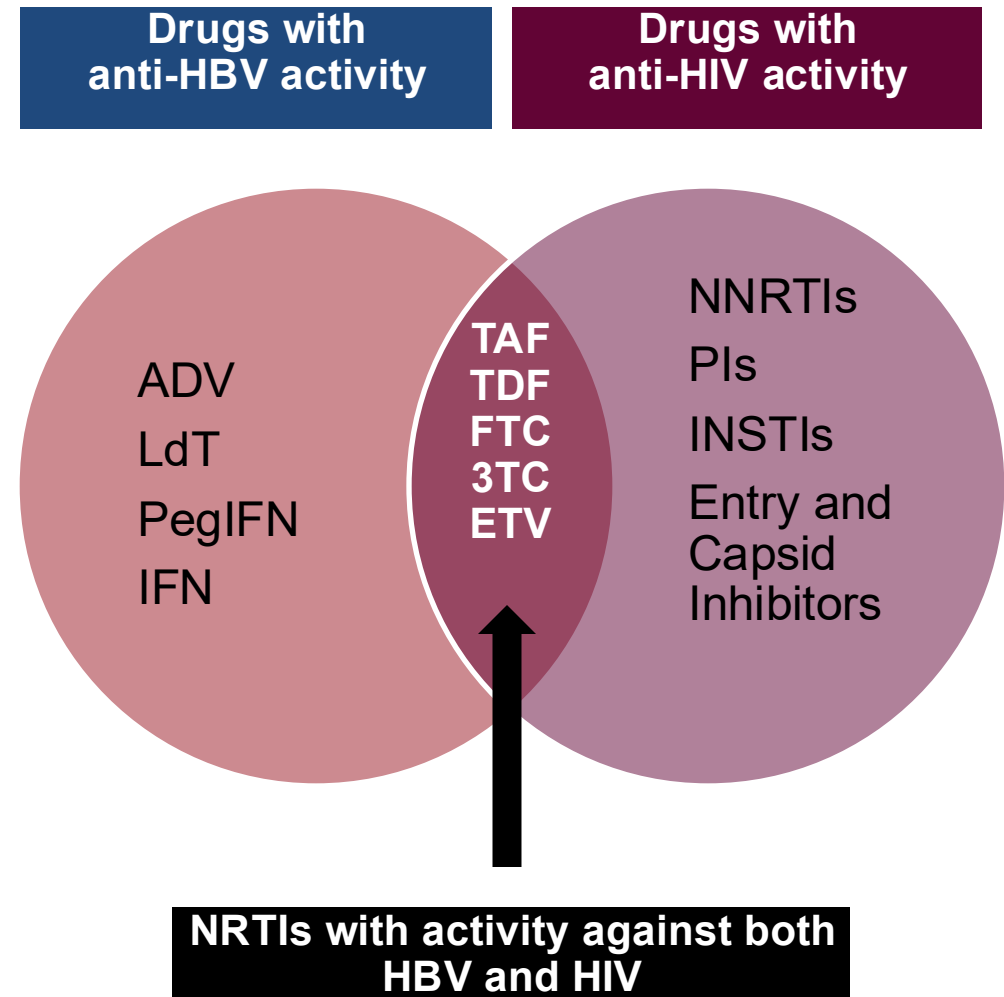 Drugs with
anti-HBV activity
Drugs with
anti-HIV activity
ADV
LdT
PegIFN
IFN
TAF
TDF
FTC
3TC
ETV
NNRTIs
PIs
INSTIs
Entry and
Capsid
Inhibitors
NRTIs with activity against both
HBV and HIV